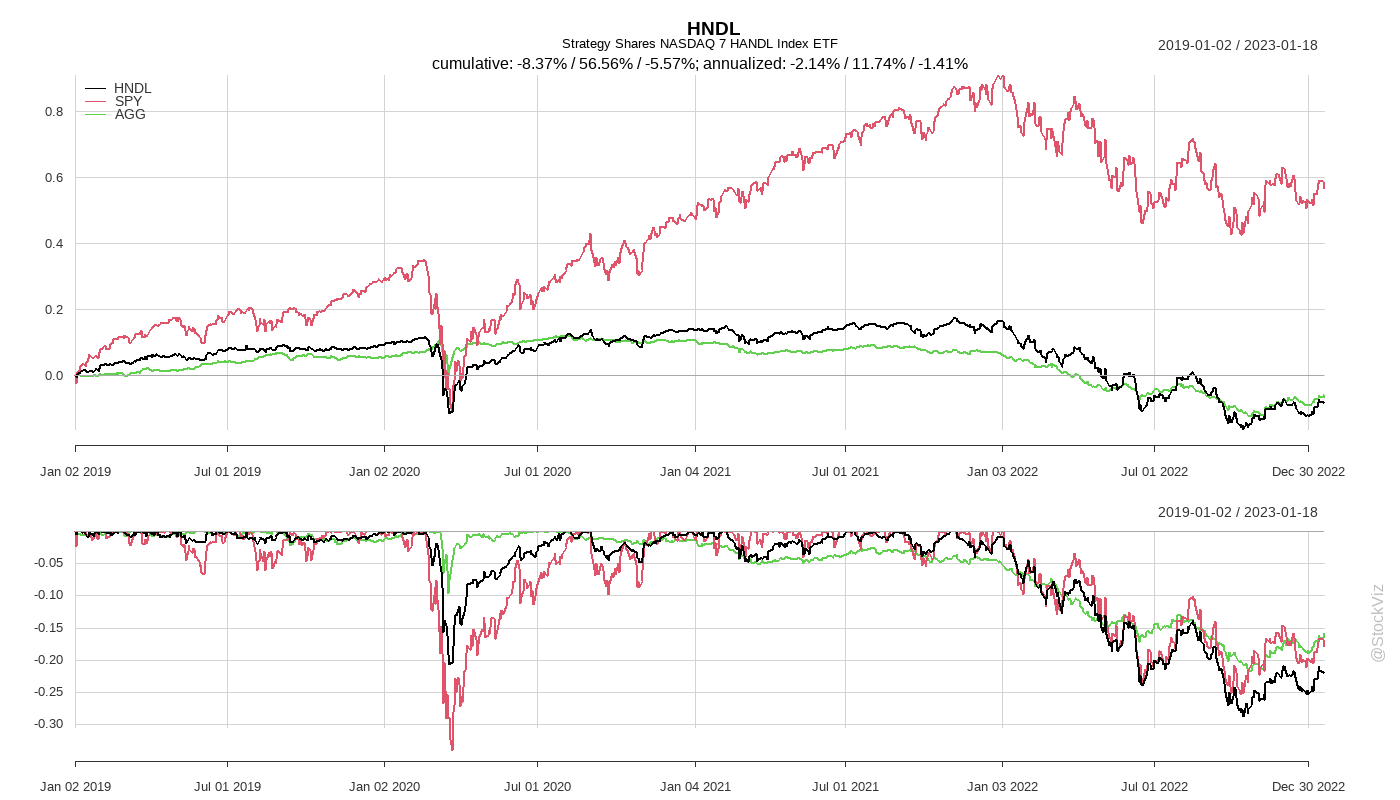 HNDL
Strategy Shares NASDAQ 7 HANDL Index ETF
2019-01-02 / 2023-01-18
cumulative: -8.37% / 56.56% / -5.57%; annualized: -2.14% / 11.74% / -1.41%
HNDL
SPY
AGG
0.8
0.6
0.4
0.2
0.0
Jan 02 2019 Jul 01 2019 Jan 02 2020 Jul 01 2020 Jan 04 2021 Jul 01 2021 Jan 03 2022 Jul 01 2022 Dec 30 2022
2019-01-02 / 2023-01-18
-0.05
-0.10
-0.15
-0.20
-0.25
-0.30
Jan 02 2019 Jul 01 2019 Jan 02 2020 Jul 01 2020 Jan 04 2021 Jul 01 2021 Jan 03 2022 Jul 01 2022 Dec 30 2022
@StockViz